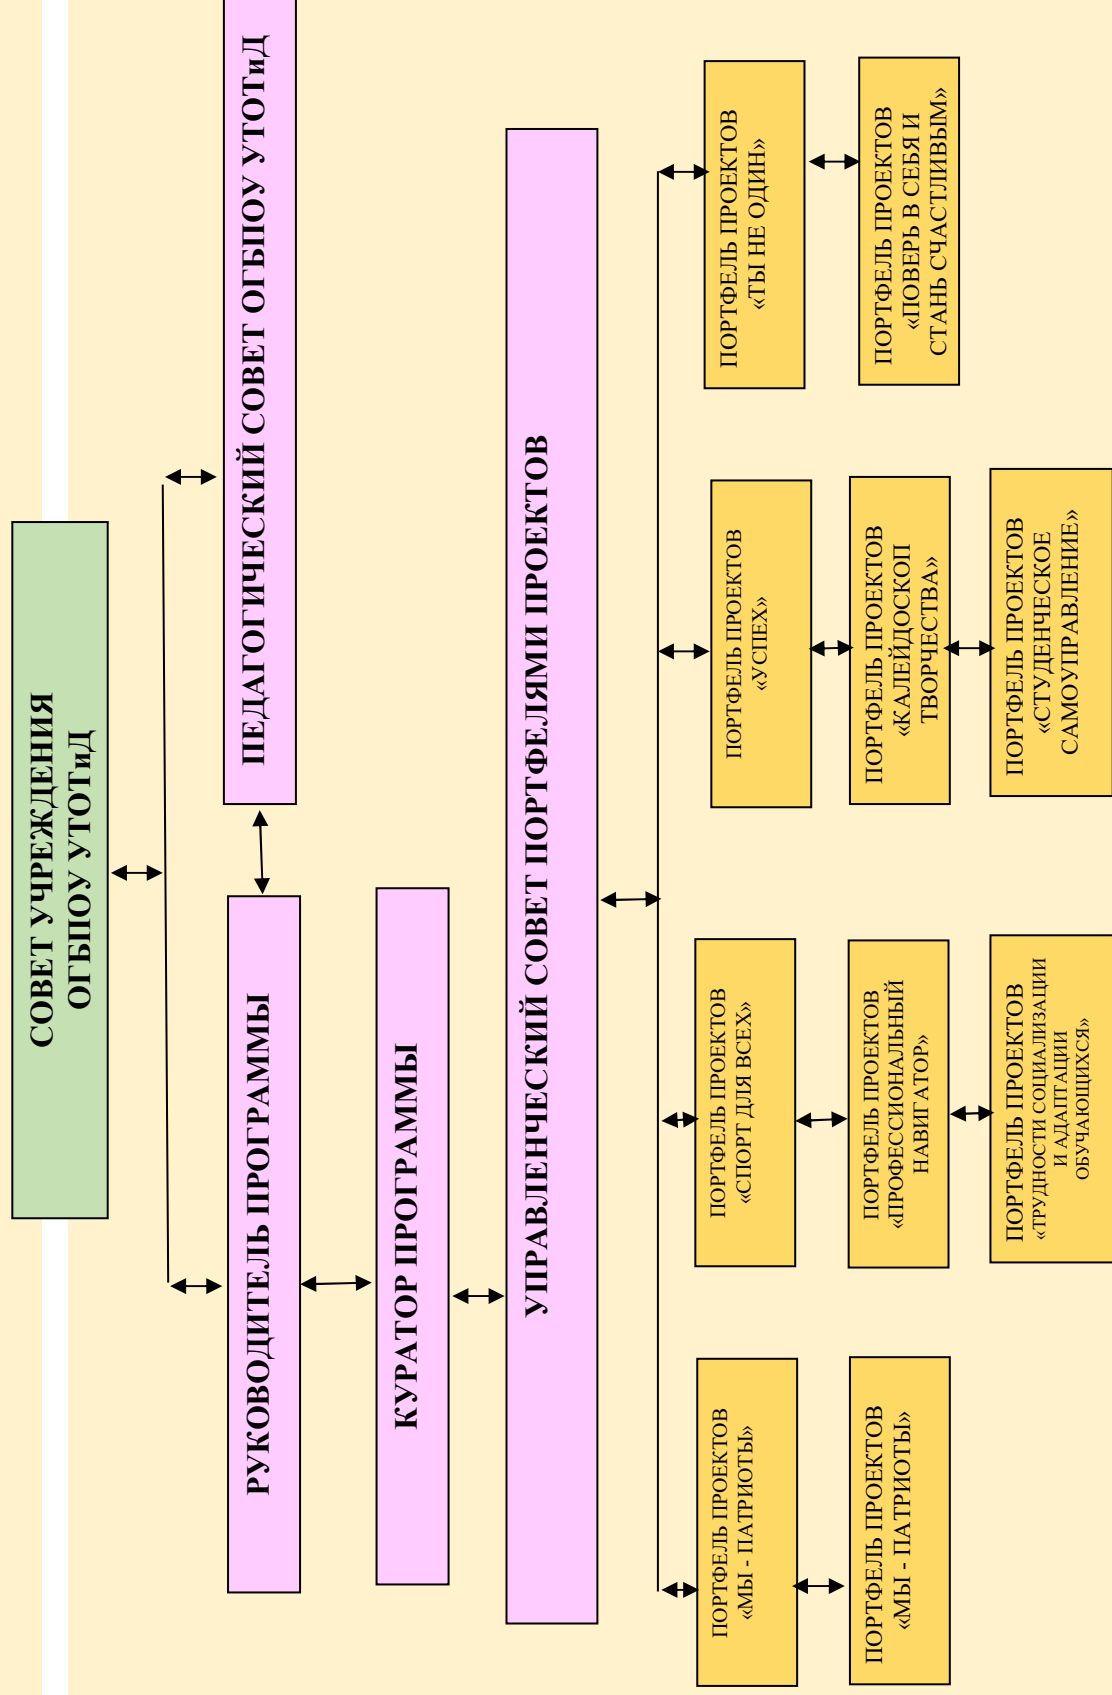 СОВЕТ УЧРЕЖДЕНИЯ
ОГБПОУ УТОТиД
РУКОВОДИТЕЛЬ ПРОГРАММЫ
ПЕДАГОГИЧЕСКИЙ СОВЕТ ОГБПОУ УТОТиД
КУРАТОР ПРОГРАММЫ
УПРАВЛЕНЧЕСКИЙ СОВЕТ ПОРТФЕЛЯМИ ПРОЕКТОВ
ПОРТФЕЛЬ ПРОЕКТОВ
«МЫ - ПАТРИОТЫ»
ПОРТФЕЛЬ ПРОЕКТОВ
«СПОРТ ДЛЯ ВСЕХ»
ПОРТФЕЛЬ ПРОЕКТОВ
«УСПЕХ»
ПОРТФЕЛЬ ПРОЕКТОВ
«ТЫ НЕ ОДИН»
ПОРТФЕЛЬ ПРОЕКТОВ
«МЫ - ПАТРИОТЫ»
ПОРТФЕЛЬ ПРОЕКТОВ
«ПРОФЕССИОНАЛЬНЫЙ
НАВИГАТОР»
ПОРТФЕЛЬ ПРОЕКТОВ
«КАЛЕЙДОСКОП
ТВОРЧЕСТВА»
ПОРТФЕЛЬ ПРОЕКТОВ
«ПОВЕРЬ В СЕБЯ И
СТАНЬ СЧАСТЛИВЫМ»
ПОРТФЕЛЬ ПРОЕКТОВ
«ТРУДНОСТИ СОЦИАЛИЗАЦИИ
И АДАПТАЦИИ
ОБУЧАЮЩИХСЯ»
ПОРТФЕЛЬ ПРОЕКТОВ
«СТУДЕНЧЕСКОЕ
САМОУПРАВЛЕНИЕ»